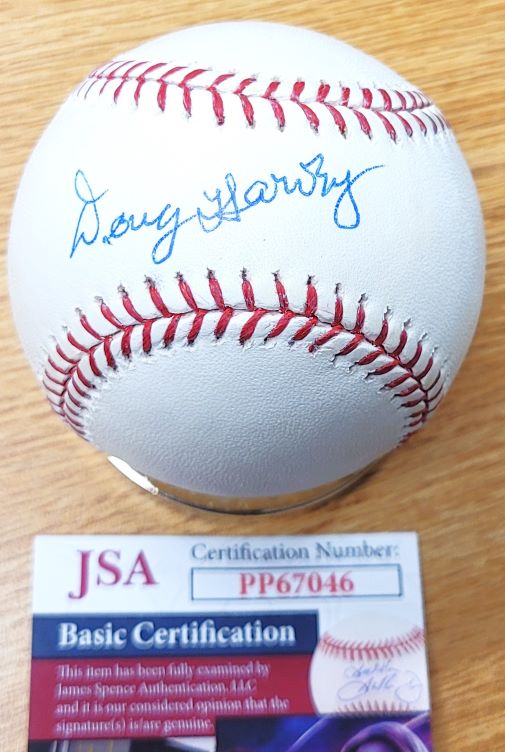 Doug Harvey
JSA
Certification Number:
PP67046
Basic Certification
This item has been fully examined by
James Spence Authentication, LLC
and it is our considered opinion that the
signature(s) is/are genuine.